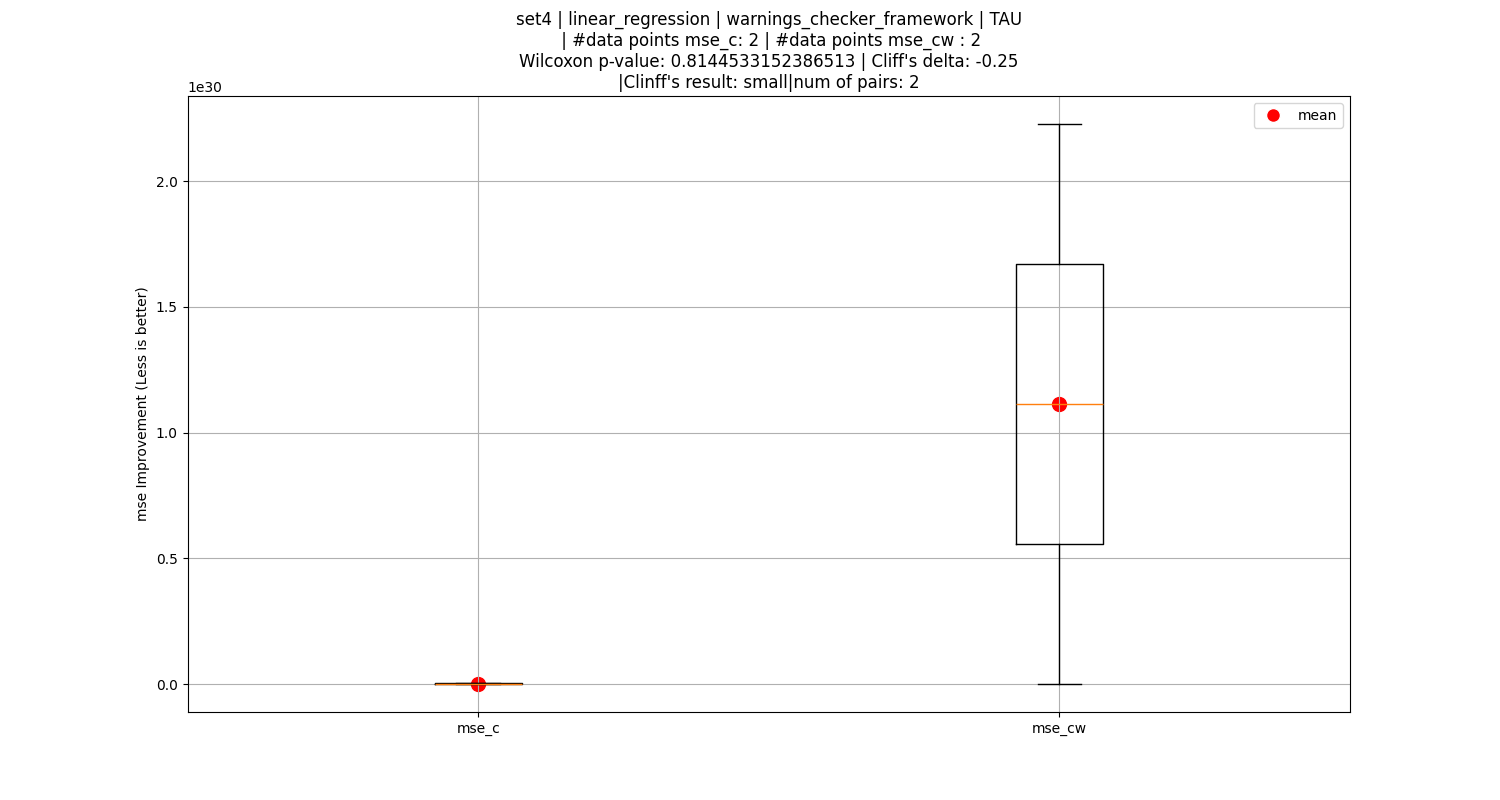 set4 | linear_regression | warnings_checker_framework | TAU
| #data points mse_c: 2 | #data points mse_cw : 2
Wilcoxon p-value: 0.8144533152386513 | Cliff's delta: -0.25
|Clinff's result: small|num of pairs: 2
1e30
mean
2.0
1.5
1.0
0.5
0.0
mse Improvement (Less is better)
mse_c
mse_cw